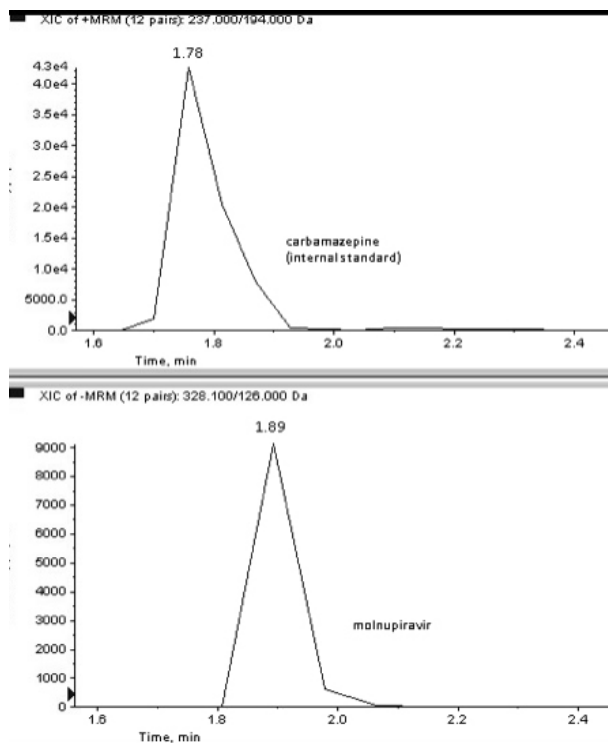 XIC of +MRM (12 pairs): 237.000/194.000 Da
1.78
4.3e4
4.0e4
3.5e4
3.0e4
2.5e4
2.0e4
1.5e4
1.0e4
5000.0
0.0
carbamazepine
(internal standard)
1.6 1.8 2.0 2.2 2.4
Time, min
XIC of -MRM (12 pairs): 328.100/126.000 Da
1.89
9000
8000
7000
6000
5000
4000
3000
2000
1000
0
molnupiravir
1.6 1.8 2.0 2.2 2.4
Time, min